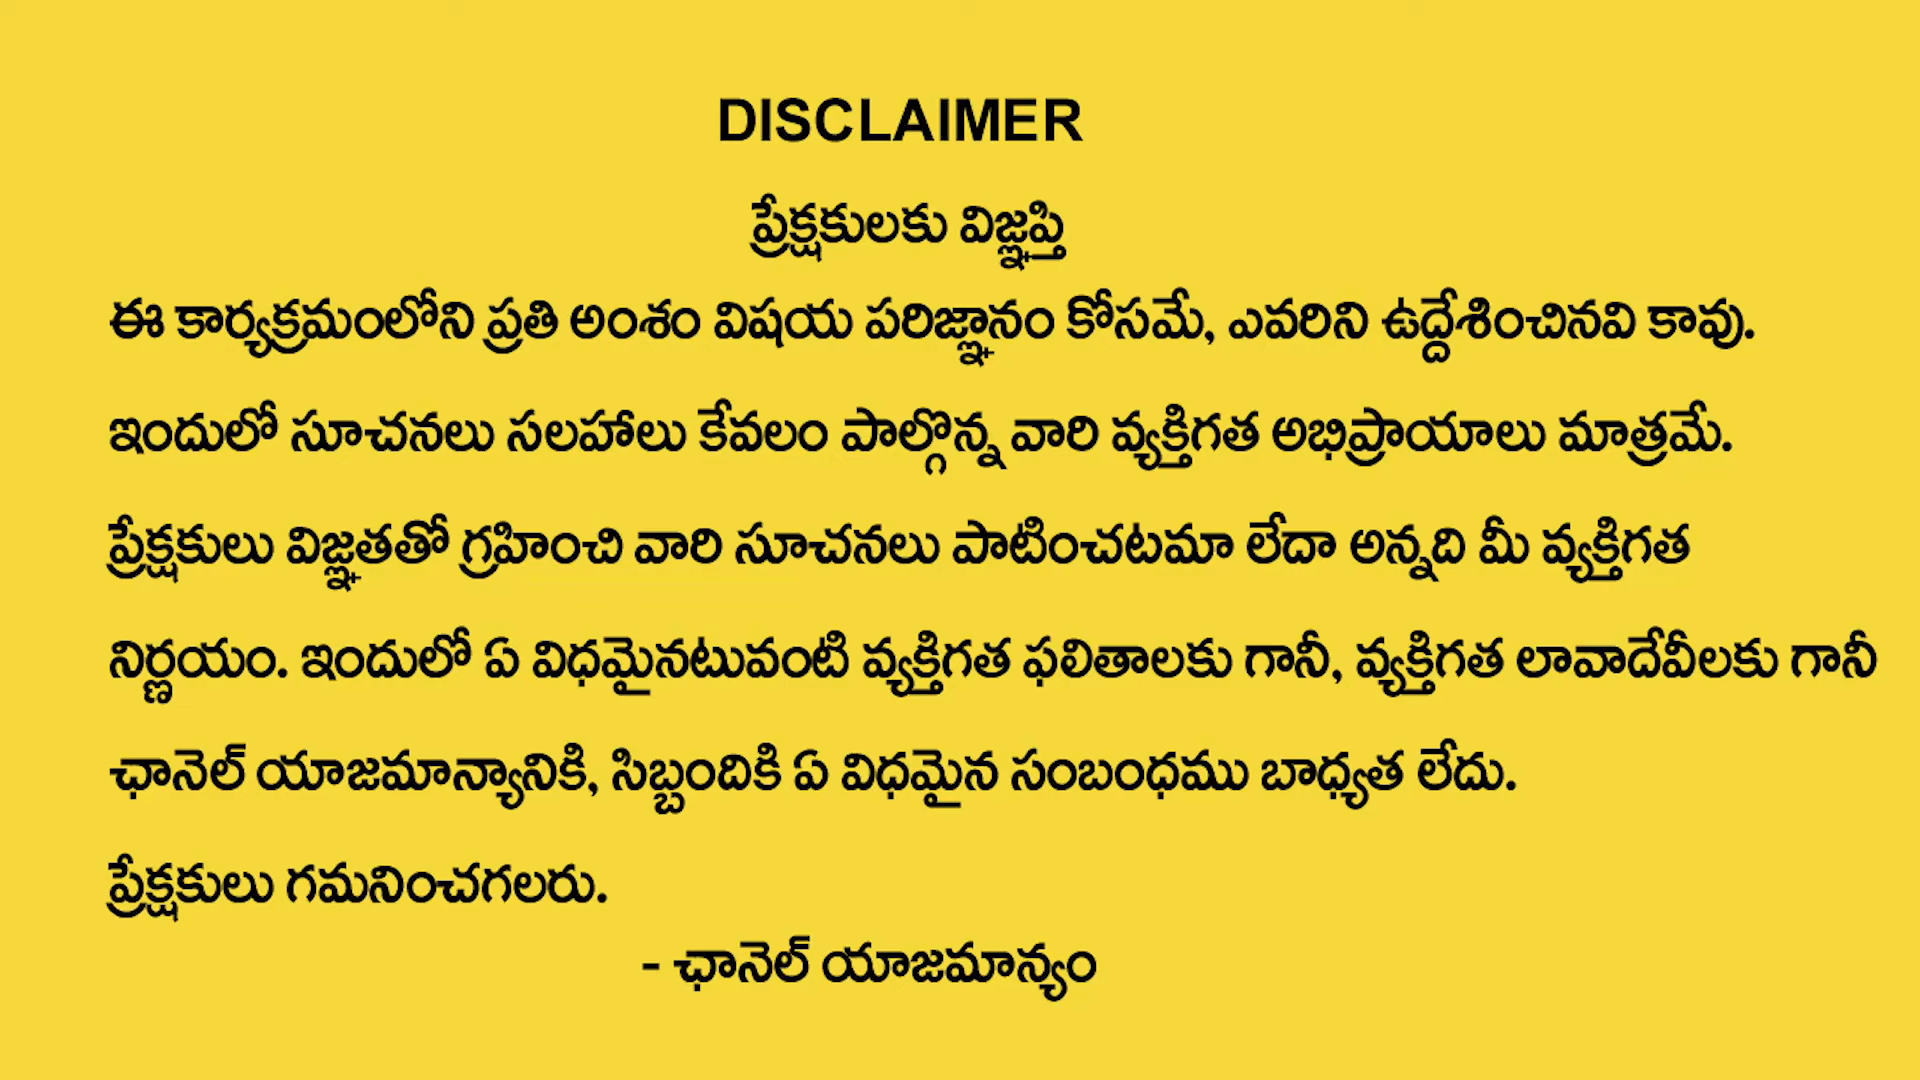 DISCLAIMER
ప్రేక్షకులకు విజ్ఞప్తి
ఈ కార్యక్రమంలోని ప్రతి అంశం విషయ పరిజ్ఞానం కోసమే, ఎవరిని ఉద్దేశించినవి కావు.
ఇందులో సూచనలు సలహాలు కేవలం పాల్గొన్న వారి వ్యక్తిగత అభిప్రాయాలు మాత్రమే.
ప్రేక్షకులు విజ్ఞతతో గ్రహించి వారి సూచనలు పాటించటమా లేదా అన్నది మీ వ్యక్తిగత
నిర్ణయం. ఇందులో ఏ విధమైనటువంటి వ్యక్తిగత ఫలితాలకు గానీ, వ్యక్తిగత లావాదేవీలకు గానీ
ఛానెల్ యాజమాన్యానికి, సిబ్బందికి ఏ విధమైన సంబంధము బాధ్యత లేదు.
ప్రేక్షకులు గమనించగలరు.
- ఛానెల్ యాజమాన్యం